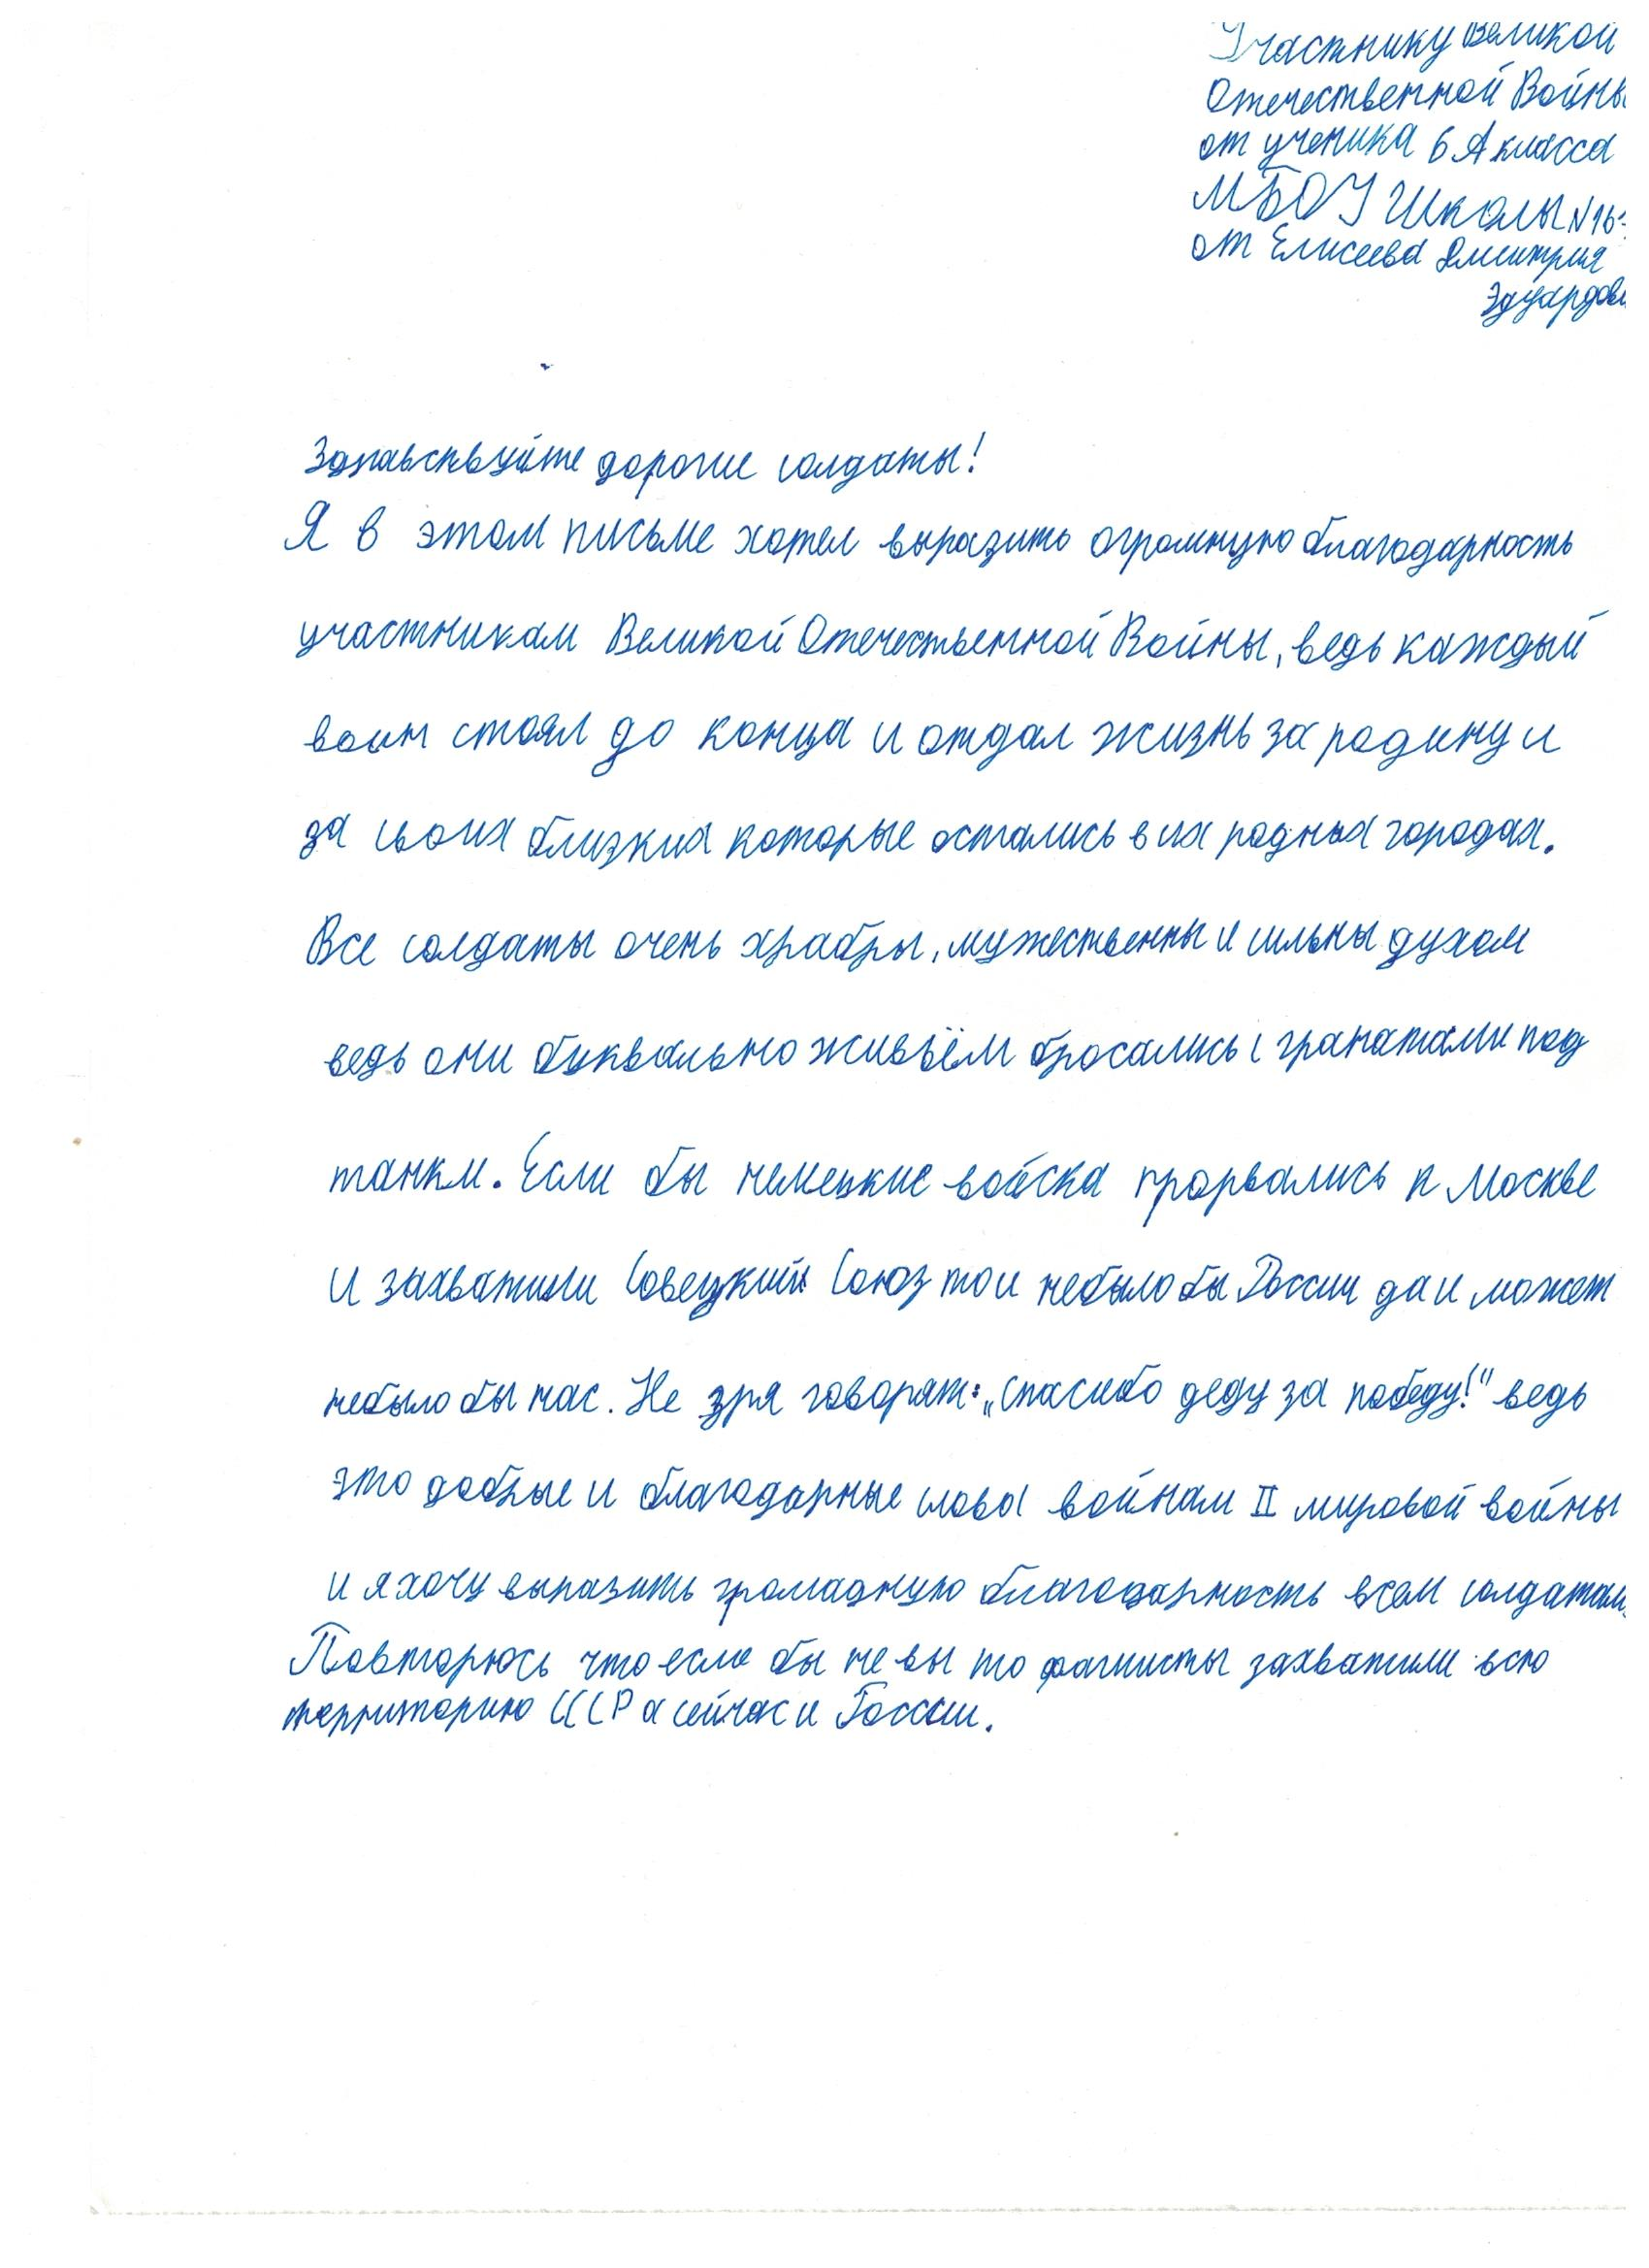 Участнику Великой
Отечественной Войны
от ученика 6 А класса
МБОУ Школы N16
от Елисеева Дмитрия
Здравствуйте дорогие солдаты!
Я в этом письме хотел выразить огромную благодарность
участникам Великой Отечественной Войны, ведь каждый
воин стоял до конца и отдал жизнь за родину и
за своих близких которые остались в их родных городах.
Все солдаты очень храбры, мужественны и сильны духом
ведь они буквально живьём бросались с гранатами под
танки. Если бы немецкие войска прорвались к Москве
и захватили Совецкий Союз то и небыло бы России да и может
небыло бы нас. Не зря говорят: „Спасибо деду за победу!" ведь
это добрые и благодарные слова войнам II мировой войны
и я хочу выразить громадную благодарность всем солдатам.
Повторюсь что если бы не вы то фашисты захватили всю
территорию СССР а сейчас и России.